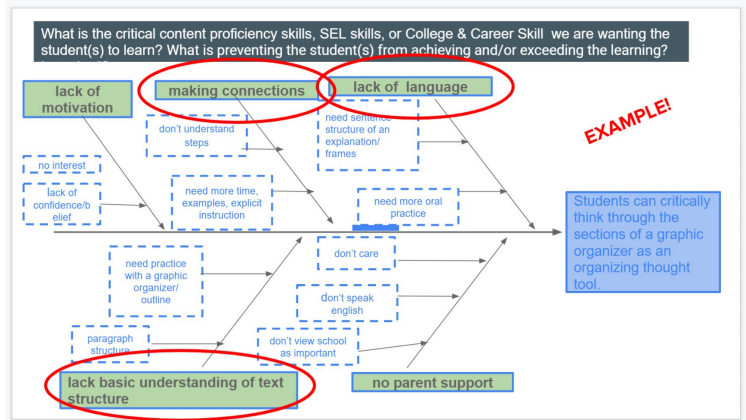 What is the critical content proficiency skills, SEL skills, or College & Career Skill we are wanting the
student(s) to learn? What is preventing the student(s) from achieving and/or exceeding the learning?
lack of
motivation
making connections
lack of language
EXAMPLE!
don't understand
steps
need sentence
structure of an
explanation/
frames
no interest
lack of
confidence/b
elief
need more time,
examples, explicit
instruction
need more oral
practice
Students can critically
think through the
sections of a graphic
organizer as an
organizing thought
tool.
need practice
with a graphic
organizer/
outline
don't care
don't speak
english
paragraph
structure
don't view school
as important
lack basic understanding of text
structure
no parent support